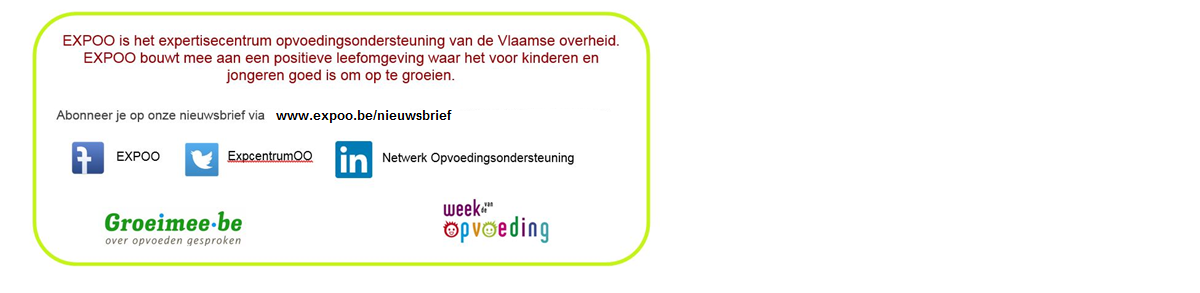 EXPOO is het expertisecentrum opvoedingsondersteuning van de Vlaamse overheid.
EXPOO bouwt mee aan een positieve leefomgeving waar het voor kinderen en
jongeren goed is om op te groeien.
Abonneer je op onze nieuwsbrief via www.expoo.be/nieuwsbrief
EXPOO ExpcentrumOO Netwerk Opvoedingsondersteuning
Groeimee.be
over opvoeden gesproken
week van de
opvoeding